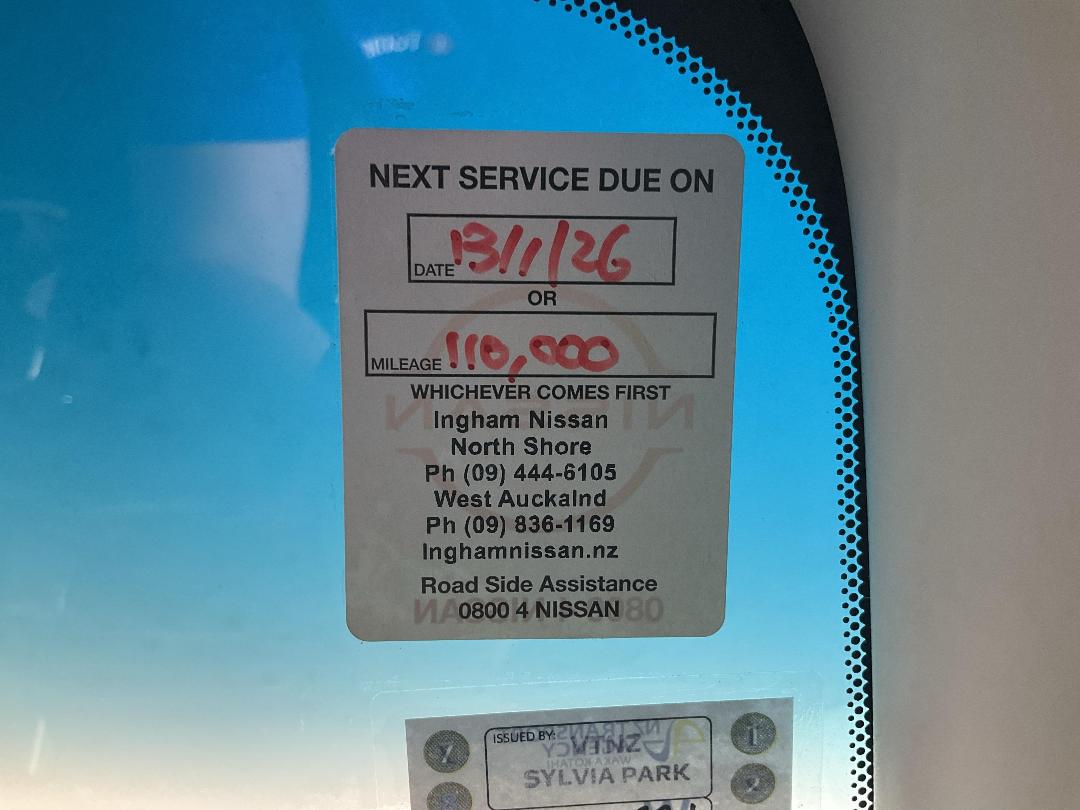 NEXT SERVICE DUE ON
DATE 13/1/26
OR
MILEAGE 110,000
WHICHEVER COMES FIRST
Ingham Nissan
North Shore
Ph (09) 444-6105
West Auckalnd
Ph (09) 836-1169
Inghamnissan.nz
Road Side Assistance
0800 4 NISSAN
ISSUED BY: VTNZ
SYLVIA PARK